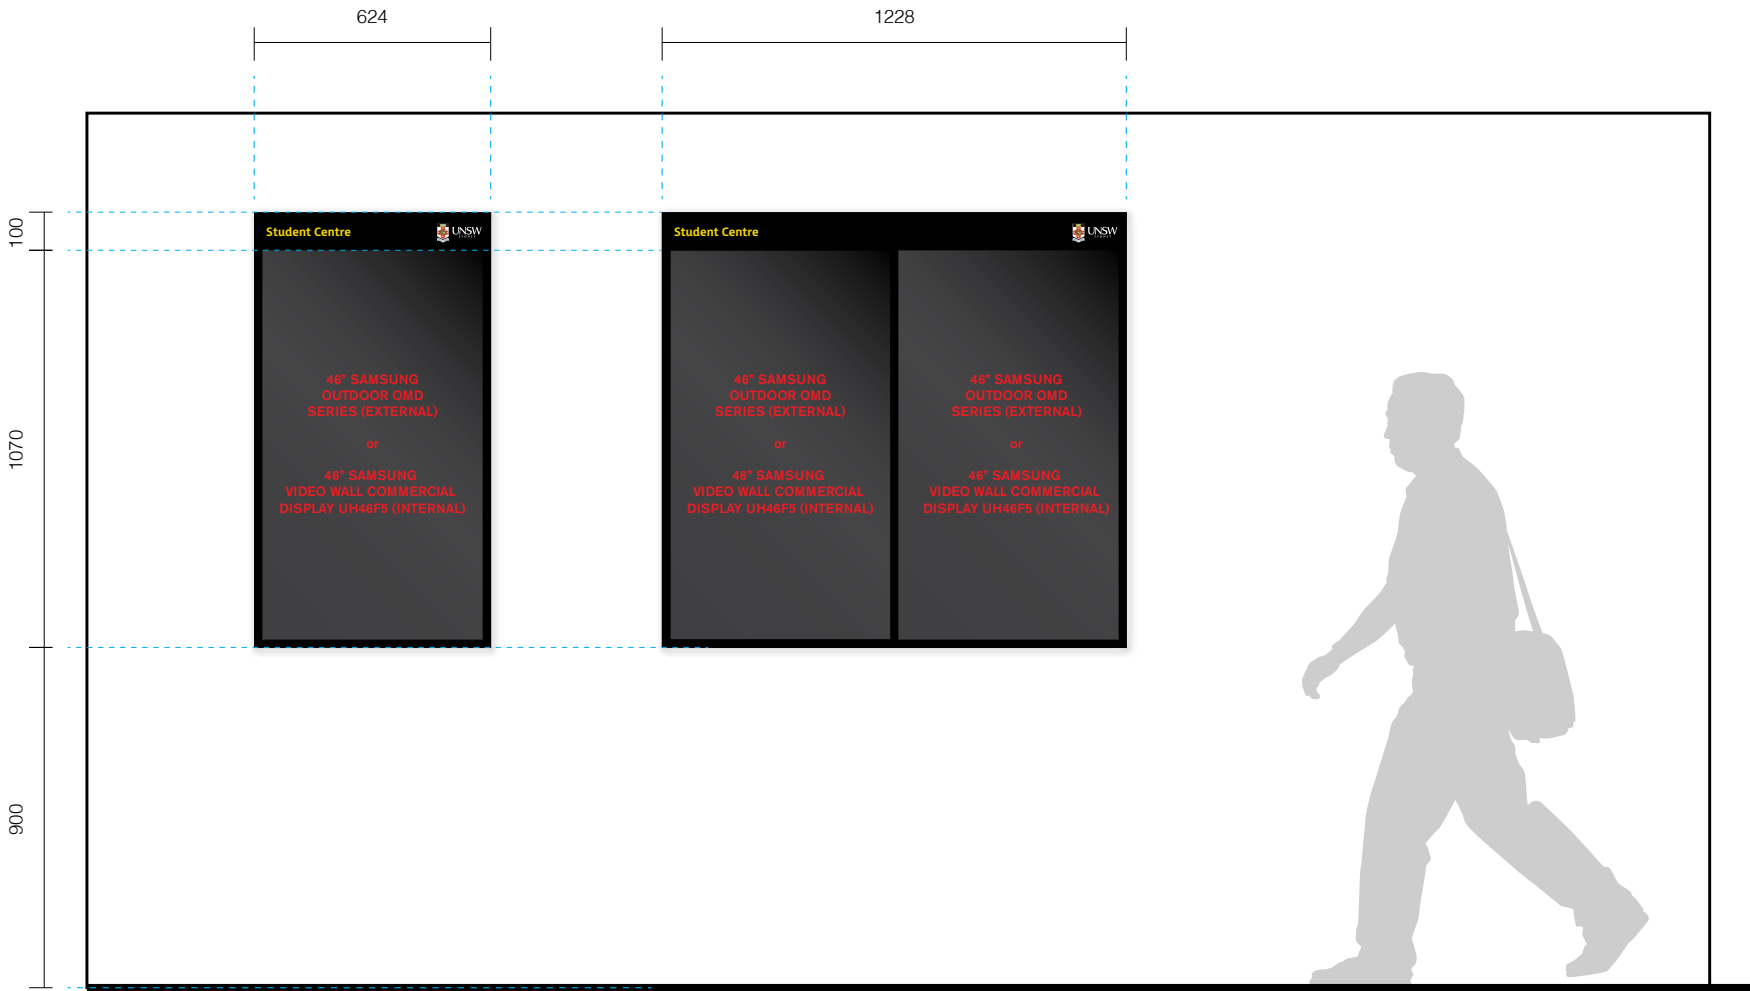 624
1228
100
1070
900
Student Centre
UNSW
SYDNEY
46" SAMSUNG
OUTDOOR OMD
SERIES (EXTERNAL)
or
46" SAMSUNG
VIDEO WALL COMMERCIAL
DISPLAY UH46F5 (INTERNAL)
Student Centre
UNSW
SYDNEY
46" SAMSUNG
OUTDOOR OMD
SERIES (EXTERNAL)
or
46" SAMSUNG
VIDEO WALL COMMERCIAL
DISPLAY UH46F5 (INTERNAL)
46" SAMSUNG
OUTDOOR OMD
SERIES (EXTERNAL)
or
46" SAMSUNG
VIDEO WALL COMMERCIAL
DISPLAY UH46F5 (INTERNAL)